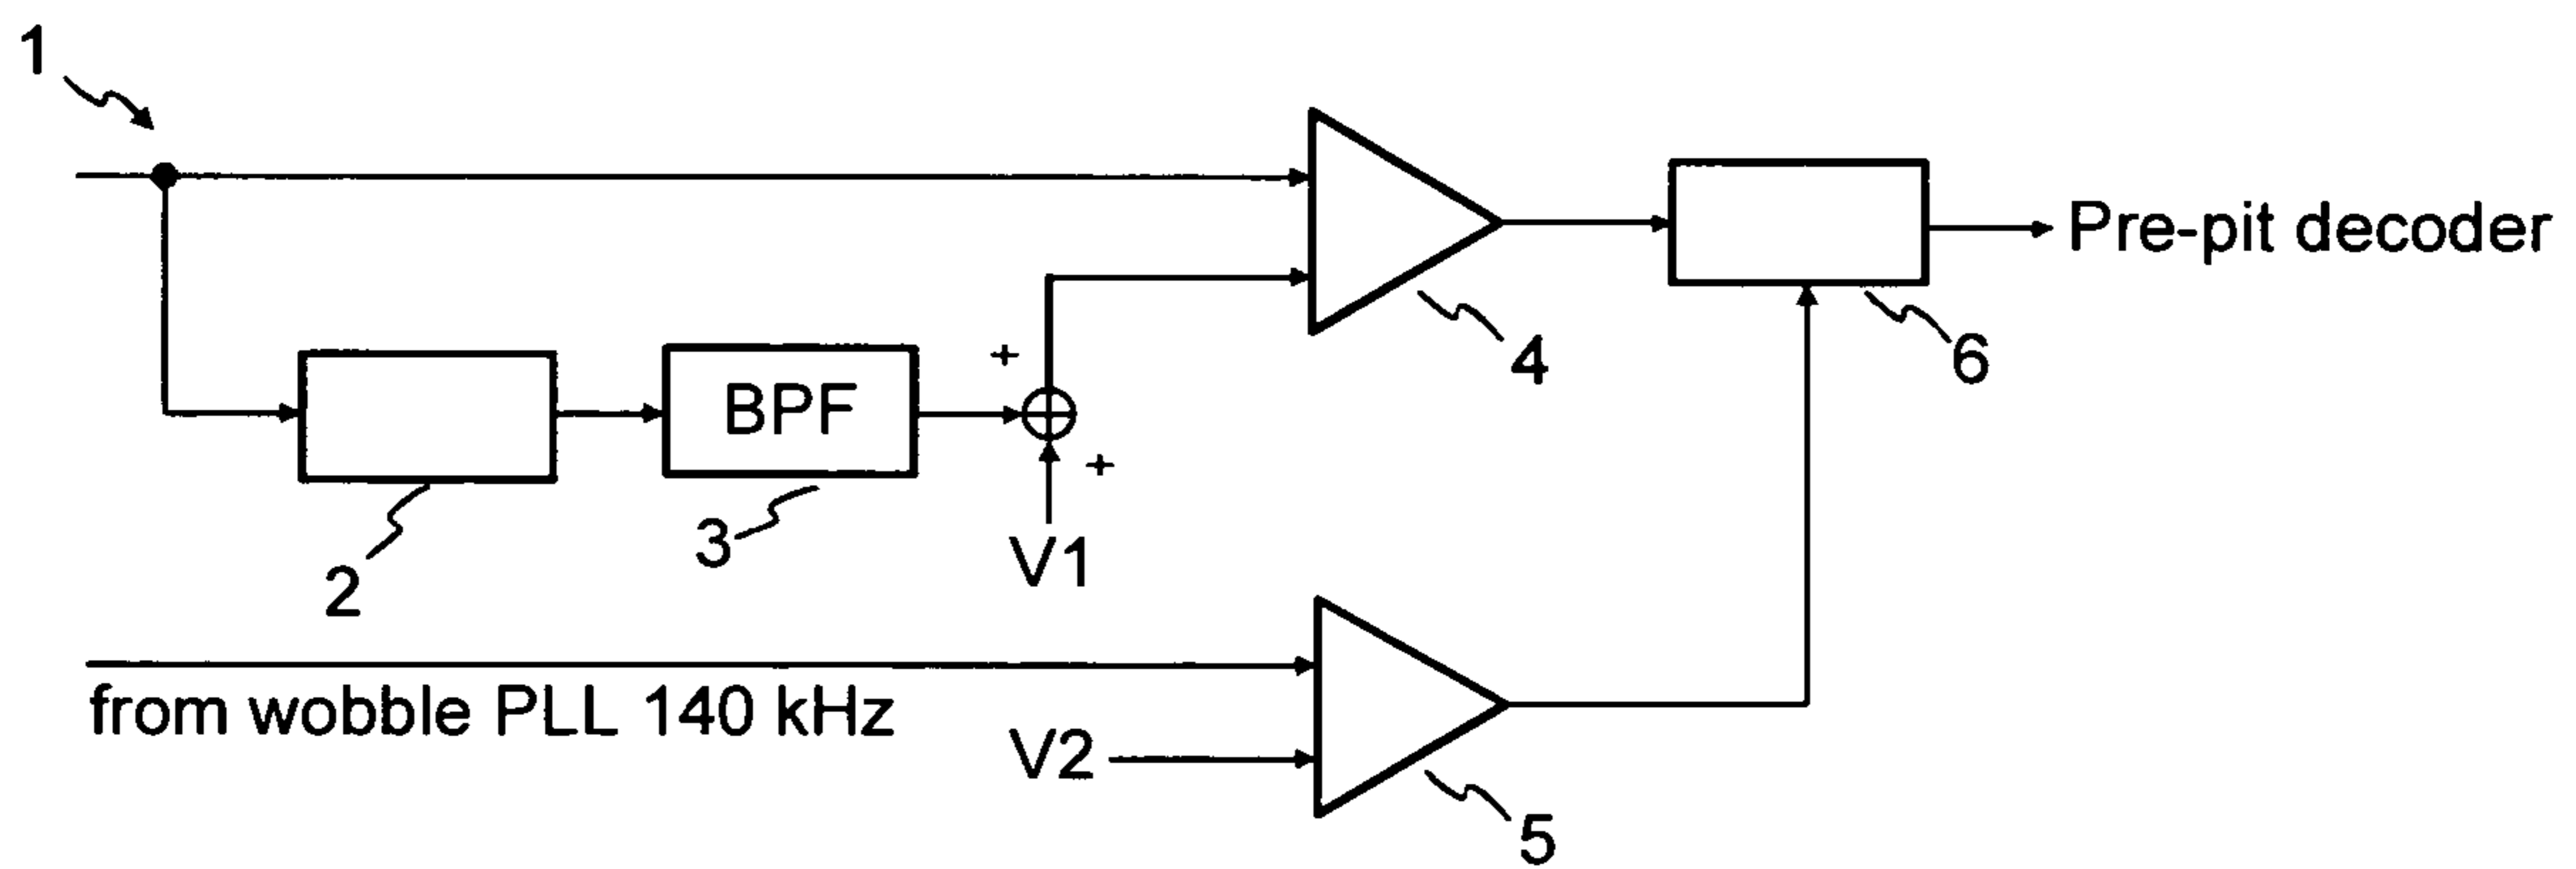 1
Pre-pit decoder
4
6
+
BPF
+
3
V1
2
from wobble PLL 140 kHz
V2
5